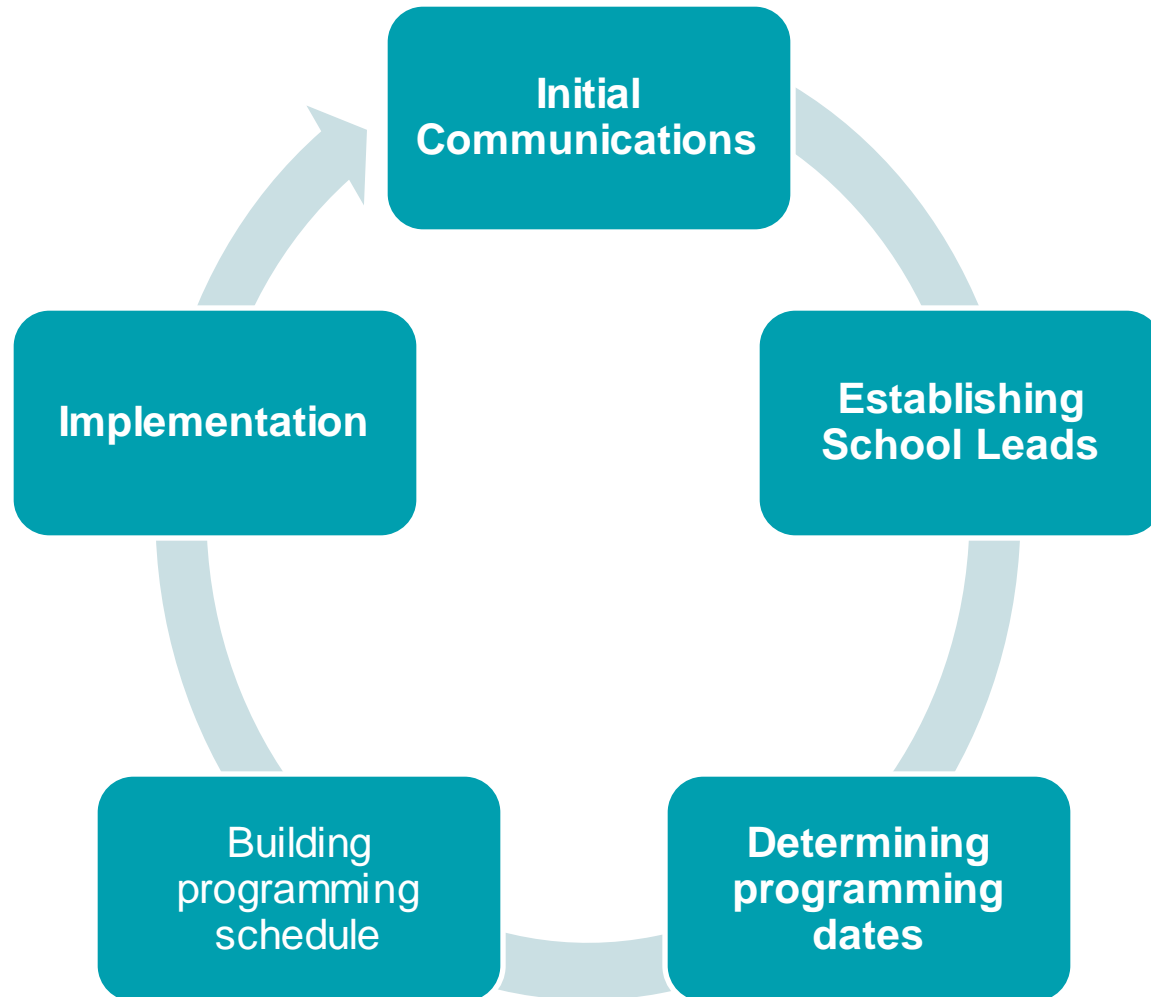 Initial
Communications
Establishing
School Leads
Determining
programming
dates
Building
programming
schedule
Implementation